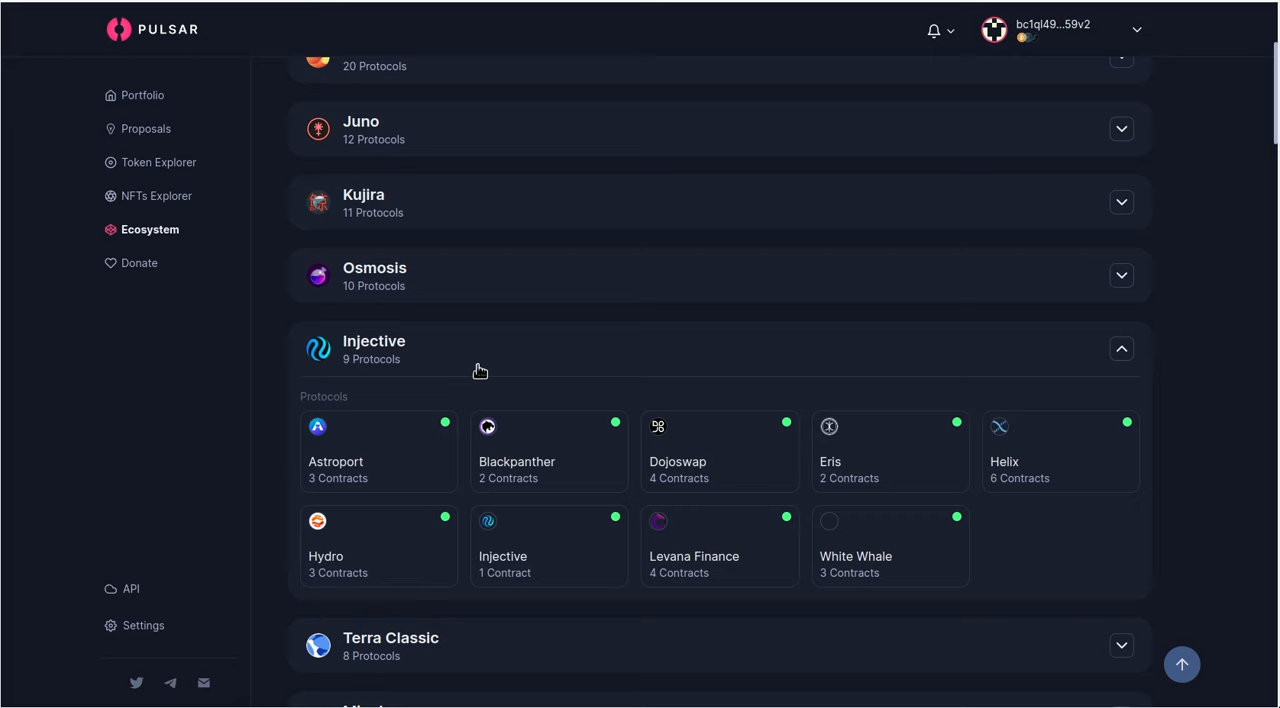 PULSAR
bc1ql49...59v2
Portfolio
Proposals
Token Explorer
NFTs Explorer
Ecosystem
Donate
API
Settings
20 Protocols
Juno
12 Protocols
Kujira
11 Protocols
Osmosis
10 Protocols
Injective
9 Protocols
Protocols
Astroport
3 Contracts
Blackpanther
2 Contracts
Dojoswap
4 Contracts
Eris
2 Contracts
Helix
6 Contracts
Hydro
3 Contracts
Injective
1 Contract
Levana Finance
4 Contracts
White Whale
3 Contracts
Terra Classic
8 Protocols